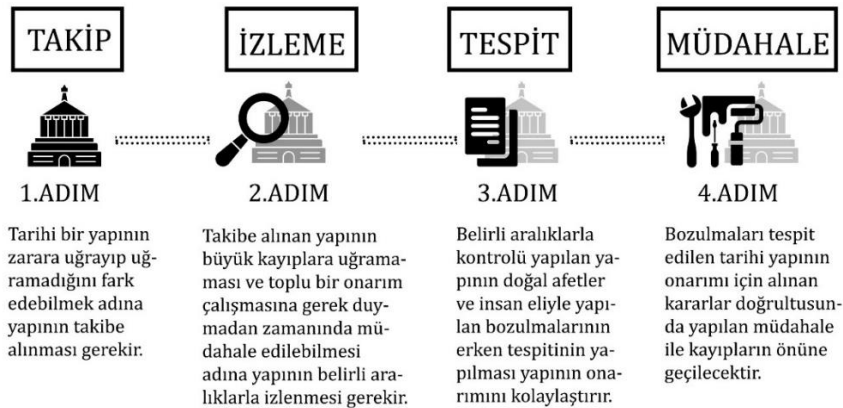 TAKİP
1.ADIM
Tarihi bir yapının
zarara uğrayıp uğ-
ramadığını fark
edebilmek adına
yapının takibe
alınması gerekir.
İZLEME
2.ADIM
Takibe alınan yapının
büyük kayıplara uğrama-
ması ve toplu bir onarım
çalışmasına gerek duy-
madan zamanında mü-
dahale edilebilmesi
adına yapının belirli ara-
lıklarla izlenmesi gerekir.
TESPİT
3.ADIM
Belirli aralıklarla
kontrolü yapılan ya-
pının doğal afetler
ve insan eliyle yapı-
lan bozulmalarının
erken tespitinin ya-
pılması yapının ona-
rımını kolaylaştırır.
MÜDAHALE
4.ADIM
Bozulmaları tespit
edilen tarihi yapının
onarımı için alınan
kararlar doğrultusun-
da yapılan müdahale
ile kayıpların önüne
geçilecektir.